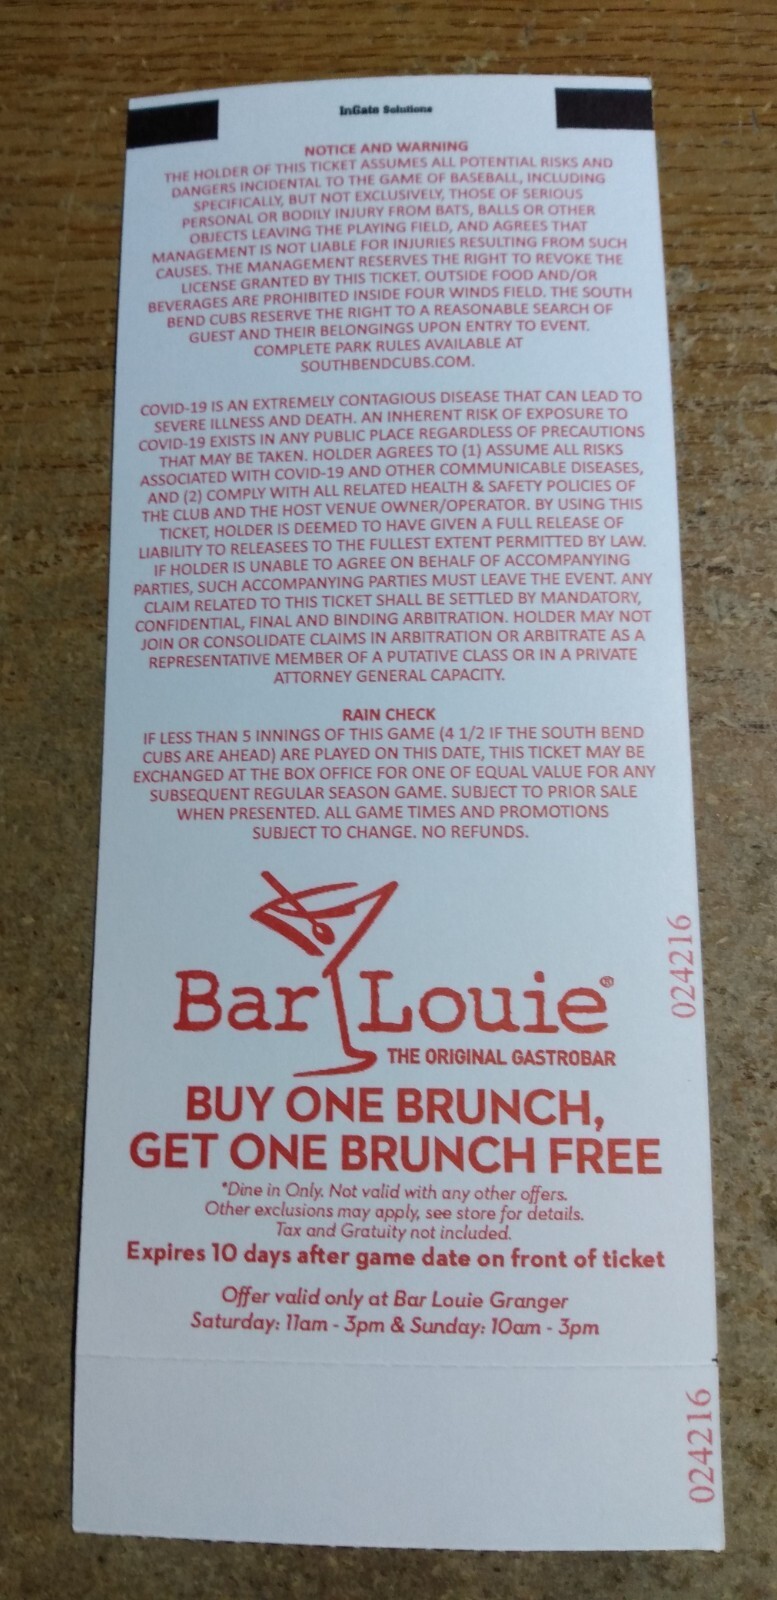 InGate Solutions
NOTICE AND WARNING
THE HOLDER OF THIS TICKET ASSUMES ALL POTENTIAL RISKS AND
DANGERS INCIDENTAL TO THE GAME OF BASEBALL, INCLUDING
SPECIFICALLY, BUT NOT EXCLUSIVELY, THOSE OF SERIOUS
PERSONAL OR BODILY INJURY FROM BATS, BALLS OR OTHER
OBJECTS LEAVING THE PLAYING FIELD, AND AGREES THAT
MANAGEMENT IS NOT LIABLE FOR INJURIES RESULTING FROM SUCH
CAUSES. THE MANAGEMENT RESERVES THE RIGHT TO REVOKE THE
LICENSE GRANTED BY THIS TICKET. OUTSIDE FOOD AND/OR
BEVERAGES ARE PROHIBITED INSIDE FOUR WINDS FIELD. THE SOUTH
BEND CUBS RESERVE THE RIGHT TO A REASONABLE SEARCH OF
GUEST AND THEIR BELONGINGS UPON ENTRY TO EVENT.
COMPLETE PARK RULES AVAILABLE AT
SOUTHBENDCUBS.COM.
COVID-19 IS AN EXTREMELY CONTAGIOUS DISEASE THAT CAN LEAD TO
SEVERE ILLNESS AND DEATH. AN INHERENT RISK OF EXPOSURE TO
COVID-19 EXISTS IN ANY PUBLIC PLACE REGARDLESS OF PRECAUTIONS
THAT MAY BE TAKEN. HOLDER AGREES TO (1) ASSUME ALL RISKS
ASSOCIATED WITH COVID-19 AND OTHER COMMUNICABLE DISEASES,
AND (2) COMPLY WITH ALL RELATED HEALTH & SAFETY POLICIES OF
THE CLUB AND THE HOST VENUE OWNER/OPERATOR. BY USING THIS
TICKET, HOLDER IS DEEMED TO HAVE GIVEN A FULL RELEASE OF
LIABILITY TO RELEASEES TO THE FULLEST EXTENT PERMITTED BY LAW.
IF HOLDER IS UNABLE TO AGREE ON BEHALF OF ACCOMPANYING
PARTIES, SUCH ACCOMPANYING PARTIES MUST LEAVE THE EVENT. ANY
CLAIM RELATED TO THIS TICKET SHALL BE SETTLED BY MANDATORY,
CONFIDENTIAL, FINAL AND BINDING ARBITRATION. HOLDER MAY NOT
JOIN OR CONSOLIDATE CLAIMS IN ARBITRATION OR ARBITRATE AS A
REPRESENTATIVE MEMBER OF A PUTATIVE CLASS OR IN A PRIVATE
ATTORNEY GENERAL CAPACITY.
RAIN CHECK
IF LESS THAN 5 INNINGS OF THIS GAME (4 1/2 IF THE SOUTH BEND
CUBS ARE AHEAD) ARE PLAYED ON THIS DATE, THIS TICKET MAY BE
EXCHANGED AT THE BOX OFFICE FOR ONE OF EQUAL VALUE FOR ANY
SUBSEQUENT REGULAR SEASON GAME. SUBJECT TO PRIOR SALE
WHEN PRESENTED. ALL GAME TIMES AND PROMOTIONS
SUBJECT TO CHANGE. NO REFUNDS.
Bar Louie®
THE ORIGINAL GASTROBAR
BUY ONE BRUNCH,
GET ONE BRUNCH FREE
*Dine in Only. Not valid with any other offers.
Other exclusions may apply, see store for details.
Tax and Gratuity not included.
Expires 10 days after game date on front of ticket
Offer valid only at Bar Louie Granger
Saturday: 11am - 3pm & Sunday: 10am - 3pm
024216
024216